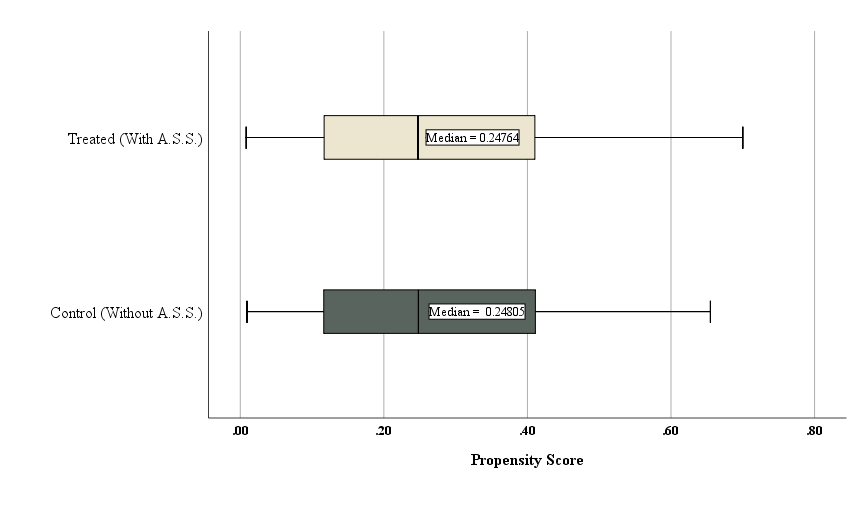 Treated (With A.S.S.)
Median = 0.24764
Control (Without A.S.S.)
Median =  0.24805
.00
.20
.40
.60
.80
Propensity Score